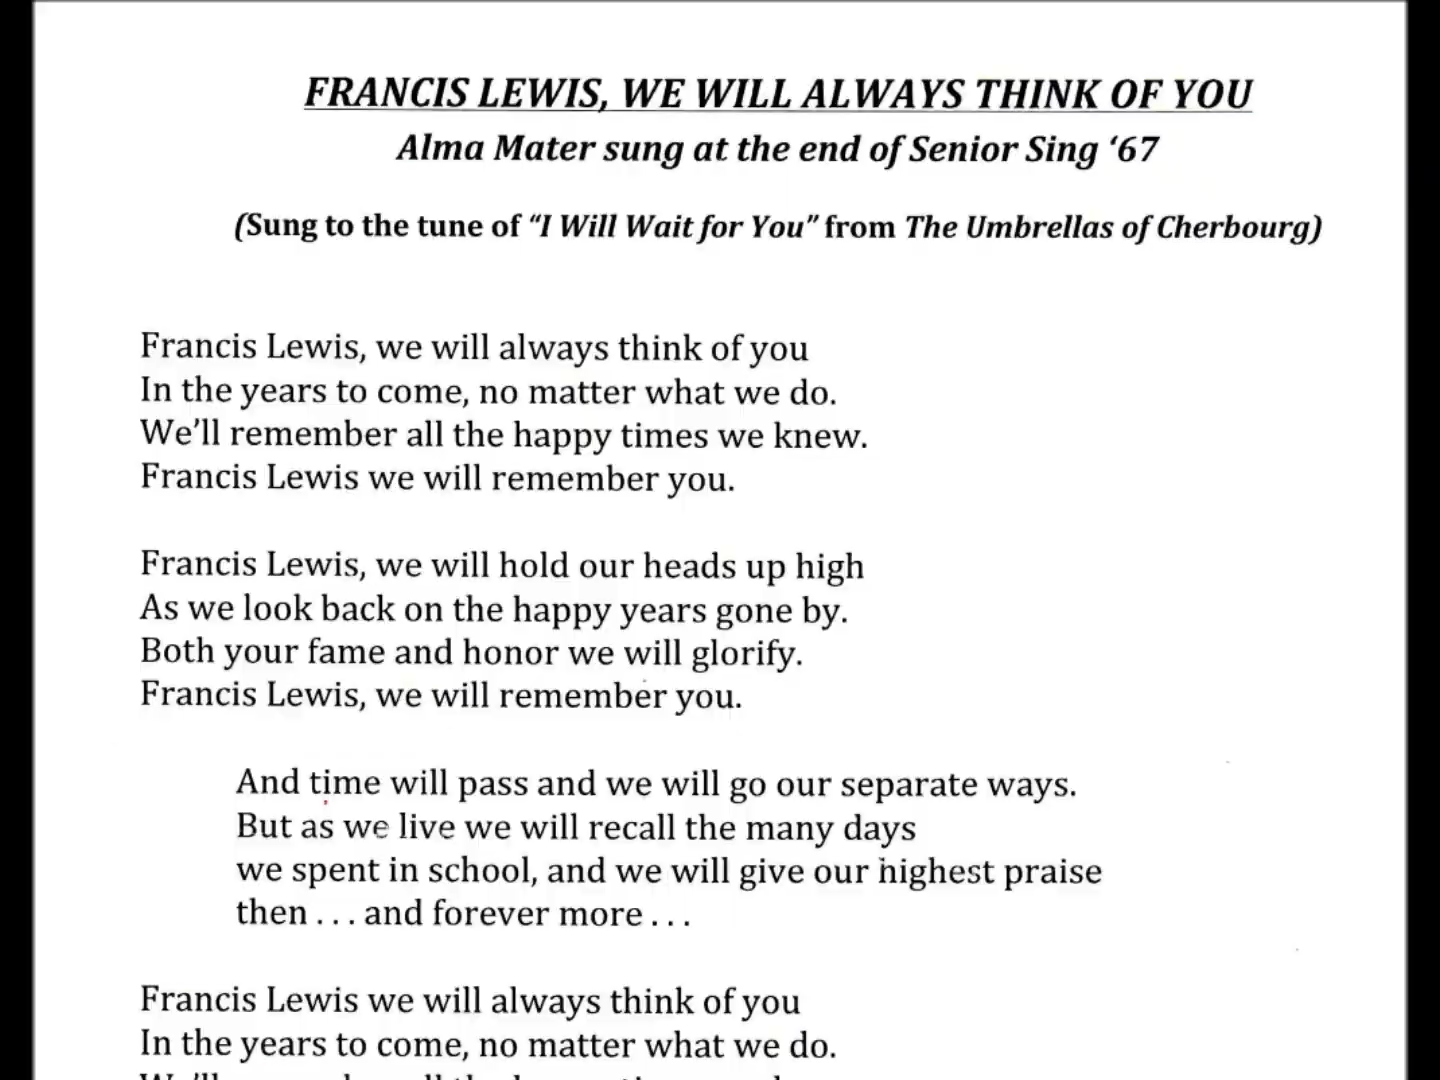 FRANCIS LEWIS, WE WILL ALWAYS THINK OF YOU
Alma Mater sung at the end of Senior Sing ‘67
(Sung to the tune of “I Will Wait for You” from The Umbrellas of Cherbourg)
Francis Lewis, we will always think of you
In the years to come, no matter what we do.
We’ll remember all the happy times we knew.
Francis Lewis we will remember you.
Francis Lewis, we will hold our heads up high
As we look back on the happy years gone by.
Both your fame and honor we will glorify.
Francis Lewis, we will remember you.
And time will pass and we will go our separate ways.
But as we live we will recall the many days
we spent in school, and we will give our highest praise
then . . . and forever more . . .
Francis Lewis we will always think of you
In the years to come, no matter what we do.